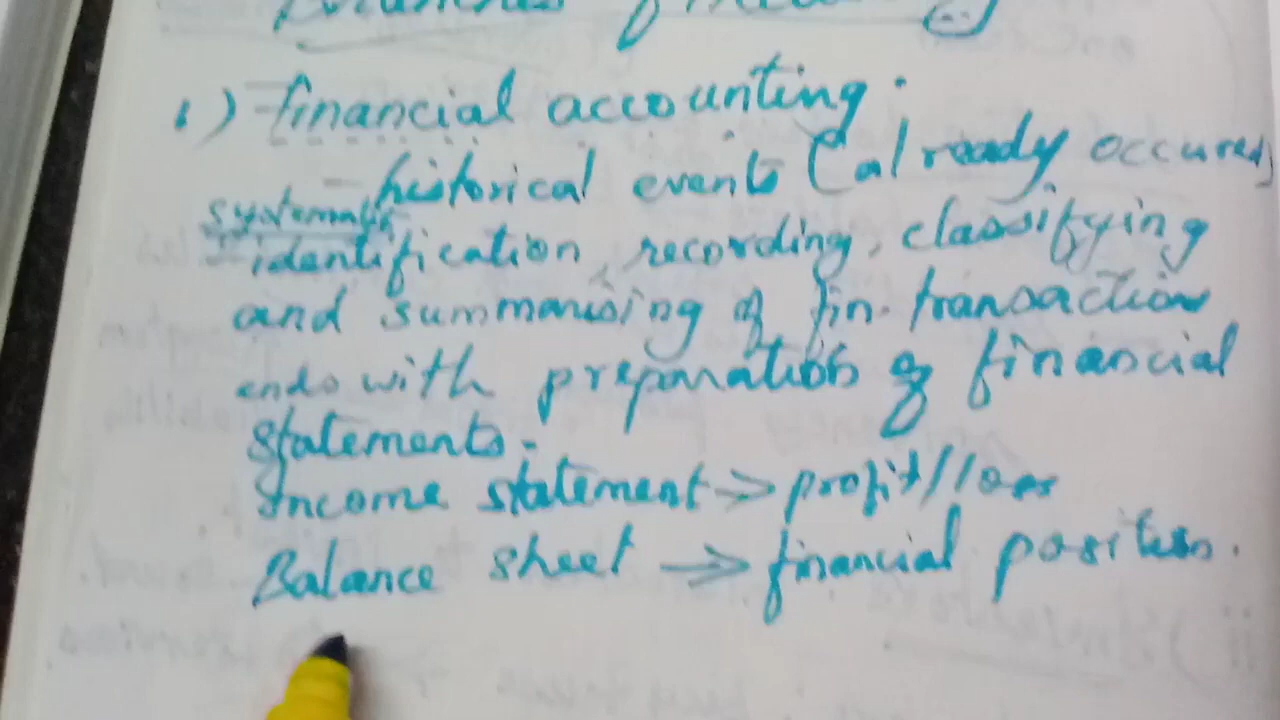 1) financial accounting.
- historical events (already occured)
systematic
- identification, recording, classifying
and summarising of fin. transaction
ends with preparation of financial
statements.
Income statement → profit/loss
Balance sheet → financial position.